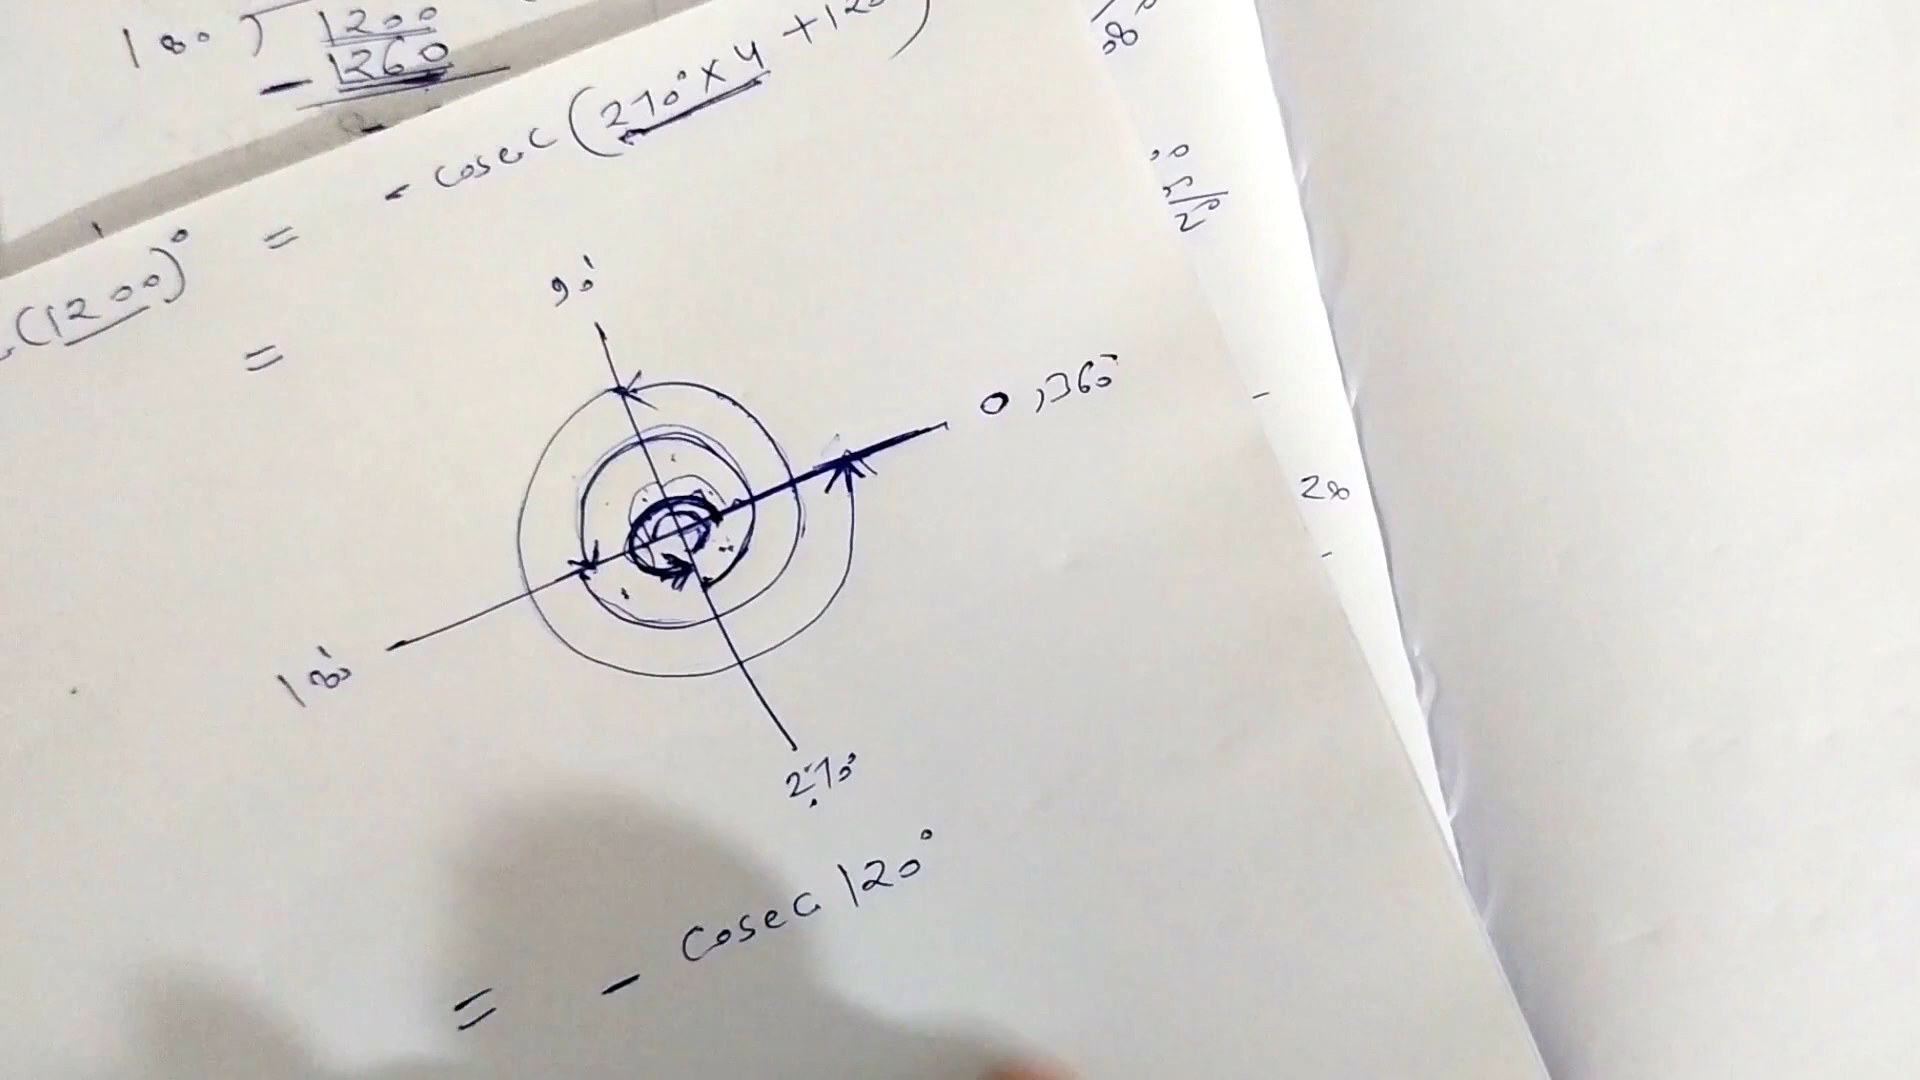 180 ) 1200
- 1260
- cosec (270° × 4 + 120
(1200)° =
=
90°
0, 360°
180°
270°
= - cosec 120°